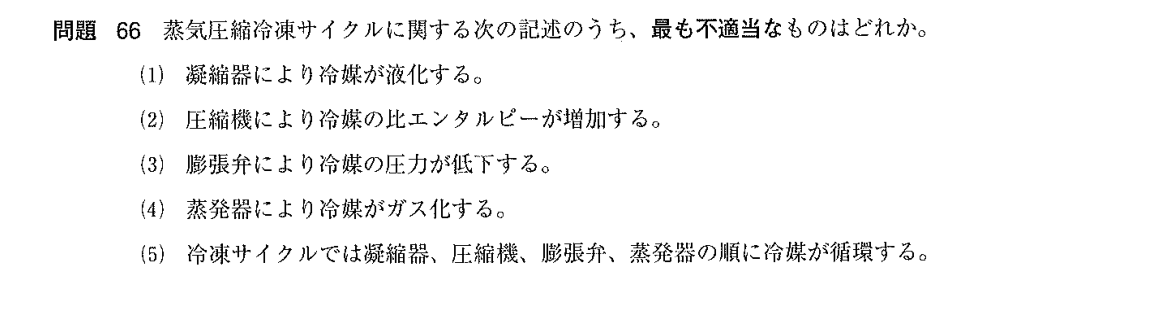 問題 66 蒸気圧縮冷凍サイクルに関する次の記述のうち、最も不適当なものはどれか。
(1) 凝縮器により冷媒が液化する。
(2) 圧縮機により冷媒の比エンタルピーが増加する。
(3) 膨張弁により冷媒の圧力が低下する。
(4) 蒸発器により冷媒がガス化する。
(5) 冷凍サイクルでは凝縮器、圧縮機、膨張弁、蒸発器の順に冷媒が循環する。